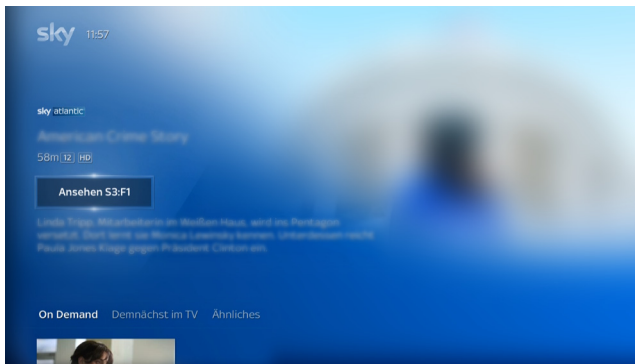 sky 11:57
sky atlantic
American Crime Story
58m 12 HD
Ansehen S3:F1
Linda Tripp, Mitarbeiterin im Weißen Haus, wird ins Pentagon
versetzt. Dort lernt sie Monica Lewinsky kennen. Unterdessen reicht
Paula Jones Klage gegen Präsident Clinton ein.
On Demand Demnächst im TV Ähnliches